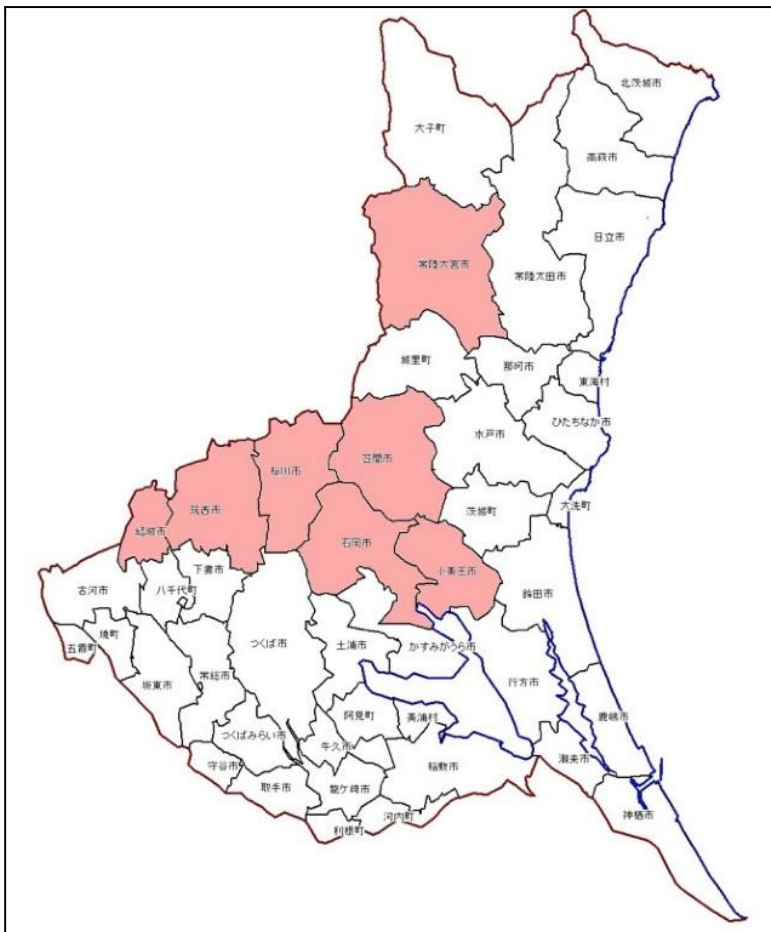 北茨城市
大子町
高萩市
日立市
常陸大宮市
常陸太田市
城里町
那珂市
東海村
ひたちなか市
水戸市
笠間市
桜川市
筑西市
結城市
石岡市
茨城町
大洗町
小美玉市
鉾田市
下妻市
八千代町
古河市
五霞町
境町
坂東市
常総市
つくば市
土浦市
かすみがうら市
行方市
阿見町
美浦村
つくばみらい市
牛久市
鹿嶋市
守谷市
取手市
龍ケ崎市
稲敷市
潮来市
利根町
河内町
神栖市